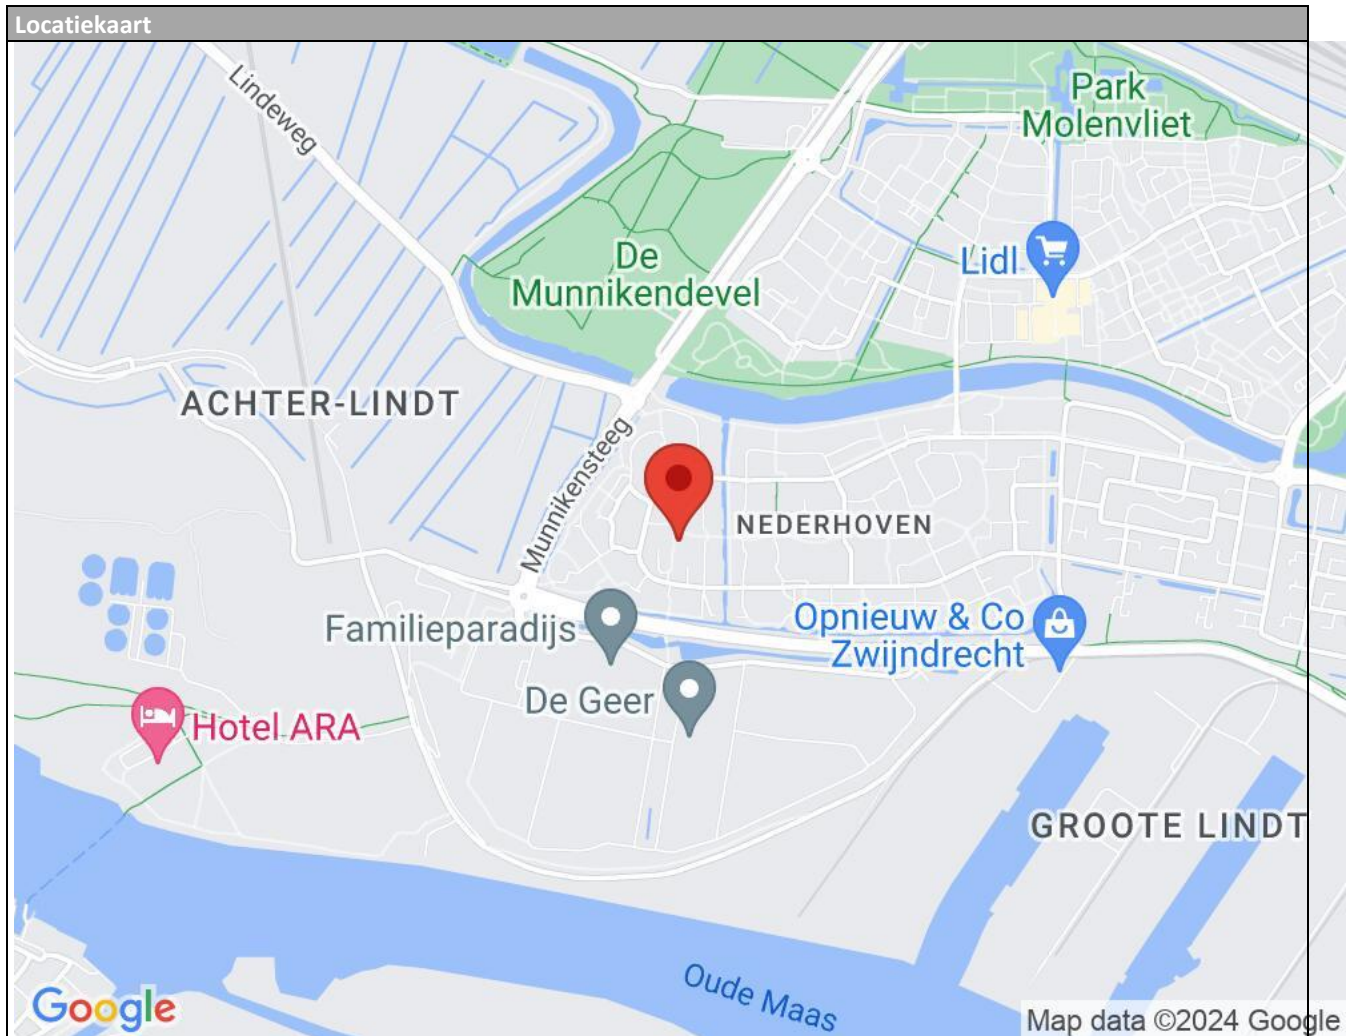 Locatiekaart
Lindeweg
Park
Molenvliet
De
Munnikendevel
Lidl
ACHTER-LINDT
Munnikensteeg
NEDERHOVEN
Familieparadijs
Opnieuw & Co
Zwijndrecht
De Geer
Hotel ARA
GROOTE LINDT
Oude Maas
Google
Map data ©2024 Google